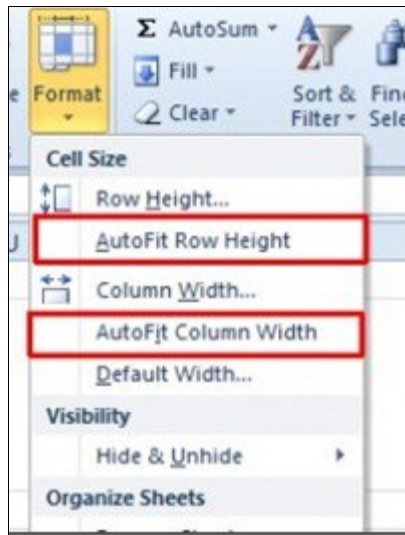 Σ AutoSum
Fill
Clear
Format
Sort &
Filter
Cell Size
Row Height...
AutoFit Row Height
Column Width...
AutoFit Column Width
Default Width...
Visibility
Hide & Unhide
Organize Sheets